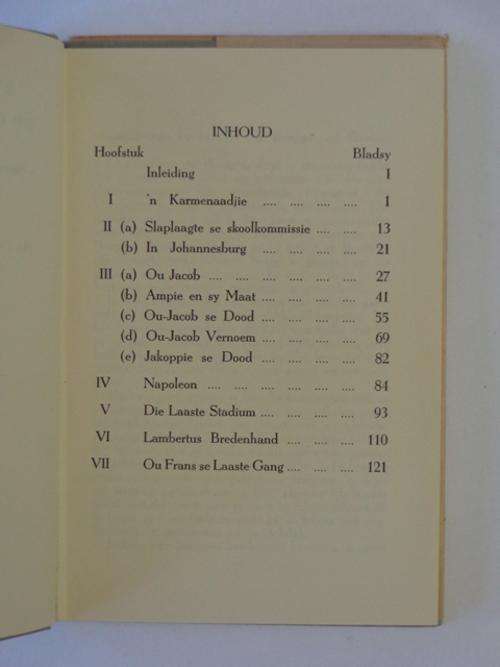 INHOUD
Hoofstuk Bladsy
Inleiding 1
I 'n Karmenaadjie .... .... .... .... 1
II (a) Slaplaagte se skoolkommissie .... .... 13
(b) In Johannesburg .... .... .... .... 21
III (a) Ou Jacob .... .... .... .... .... .... 27
(b) Ampie en sy Maat .... .... .... .... 41
(c) Ou-Jacob se Dood .... .... .... .... 55
(d) Ou-Jacob Vernoem .... .... .... .... 69
(e) Jakoppie se Dood .... .... .... .... 82
IV Napoleon .... .... .... .... .... .... 84
V Die Laaste Stadium .... .... .... .... 93
VI Lambertus Bredenhand .... .... .... 110
VII Ou Frans se Laaste Gang .... .... .... 121